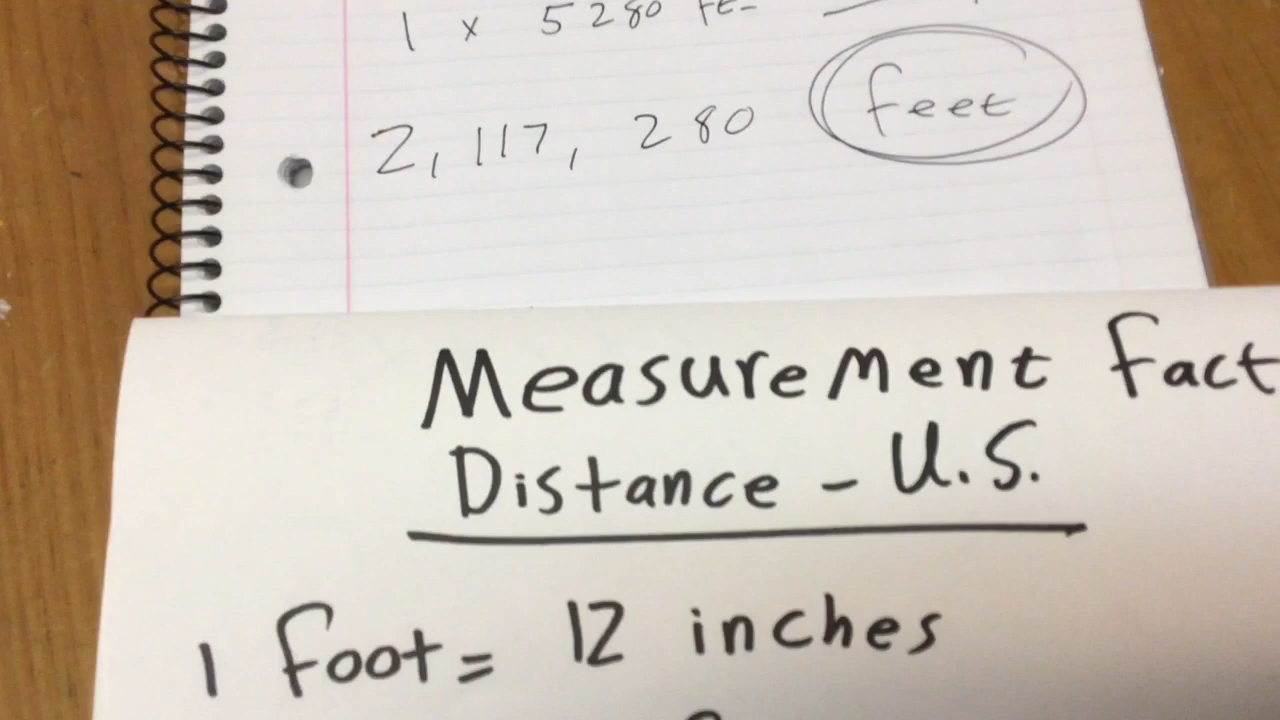 1 x 5280
2,117,280 feet
Measurement Fact
Distance - U.S.
1 foot = 12 inches